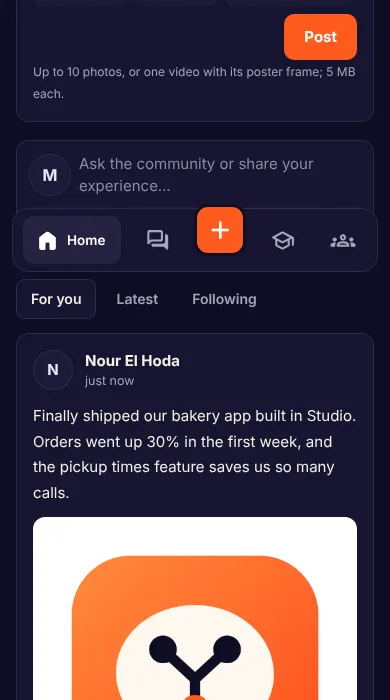 Post
Up to 10 photos, or one video with its poster frame; 5 MB
each.
M
Ask the community or share your
experience...
Home
For you
Latest
Following
N
Nour El Hoda
just now
Finally shipped our bakery app built in Studio.
Orders went up 30% in the first week, and
the pickup times feature saves us so many
calls.